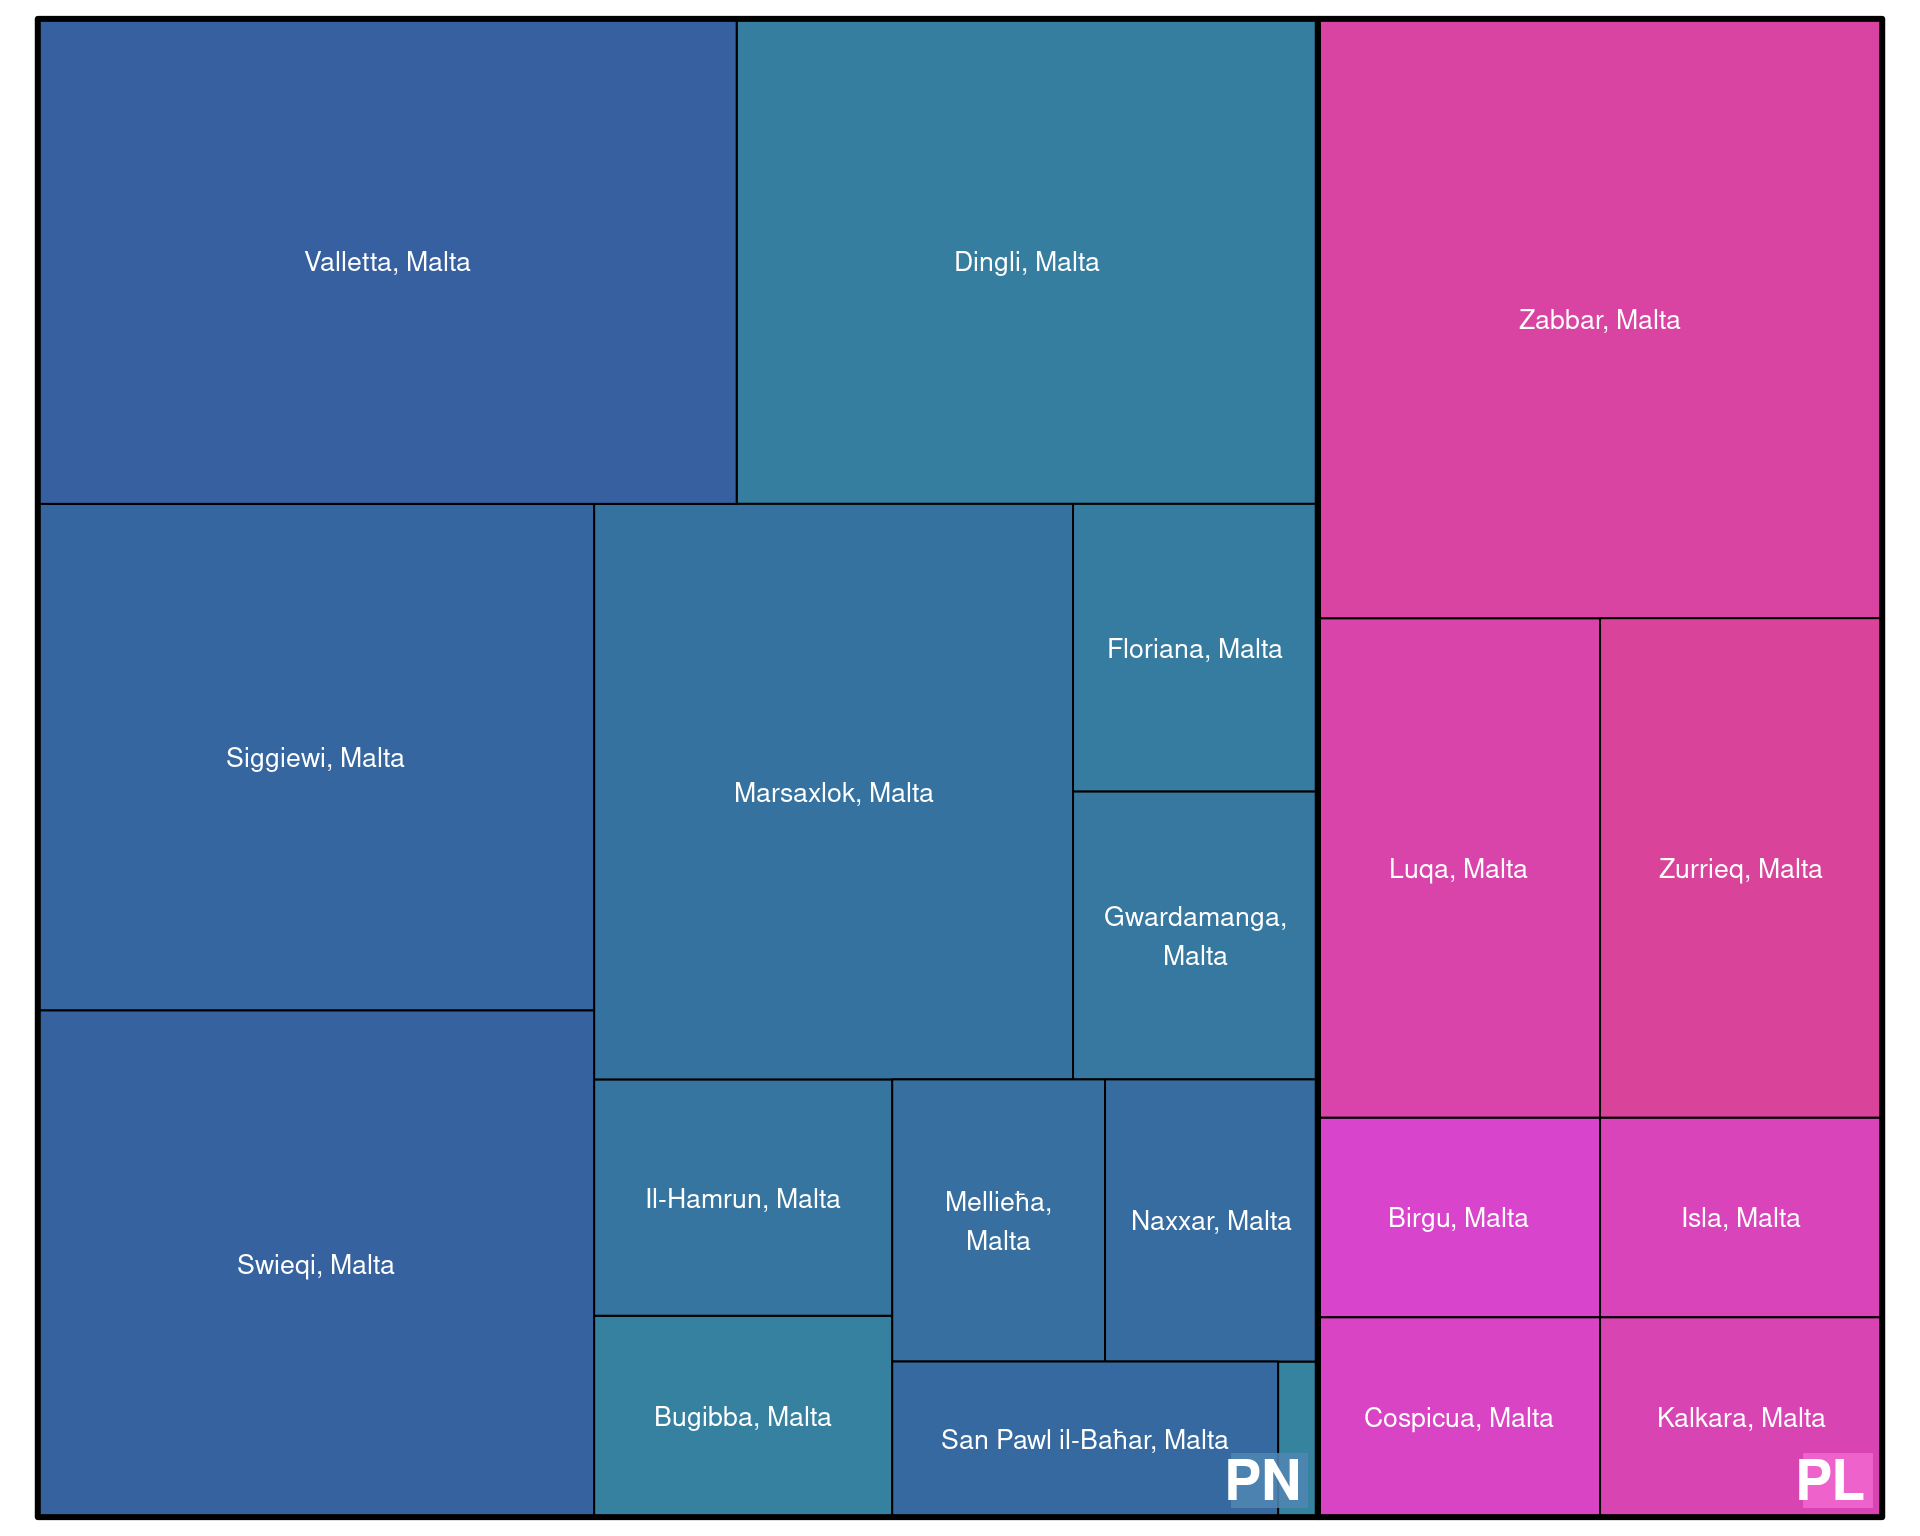 Valletta, Malta
Dingli, Malta
Zabbar, Malta
Siggiewi, Malta
Marsaxlok, Malta
Floriana, Malta
Gwardamanga,
Malta
Luqa, Malta
Zurrieq, Malta
Swieqi, Malta
Il-Hamrun, Malta
Mellieħa,
Malta
Naxxar, Malta
Birgu, Malta
Isla, Malta
Bugibba, Malta
San Pawl il-Baħar, Malta
Cospicua, Malta
Kalkara, Malta
PN
PL